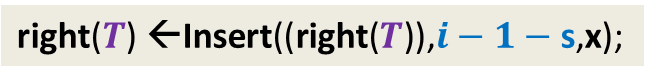 right(T) ←Insert((right(T)),i − 1 − s,x);